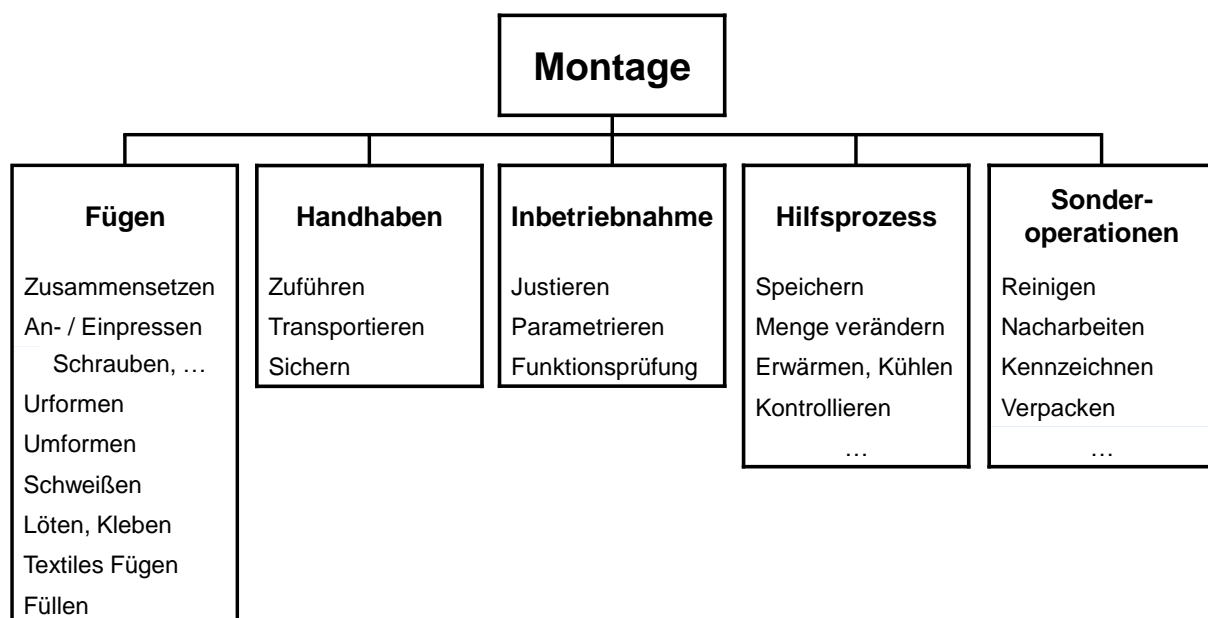 Montage
Fügen
Zusammensetzen
An- / Einpressen
Schrauben, …
Urformen
Umformen
Schweißen
Löten, Kleben
Textiles Fügen
Füllen
Handhaben
Zuführen
Transportieren
Sichern
Inbetriebnahme
Justieren
Parametrieren
Funktionsprüfung
Hilfsprozess
Speichern
Menge verändern
Erwärmen, Kühlen
Kontrollieren
…
Sonder-
operationen
Reinigen
Nacharbeiten
Kennzeichnen
Verpacken
…